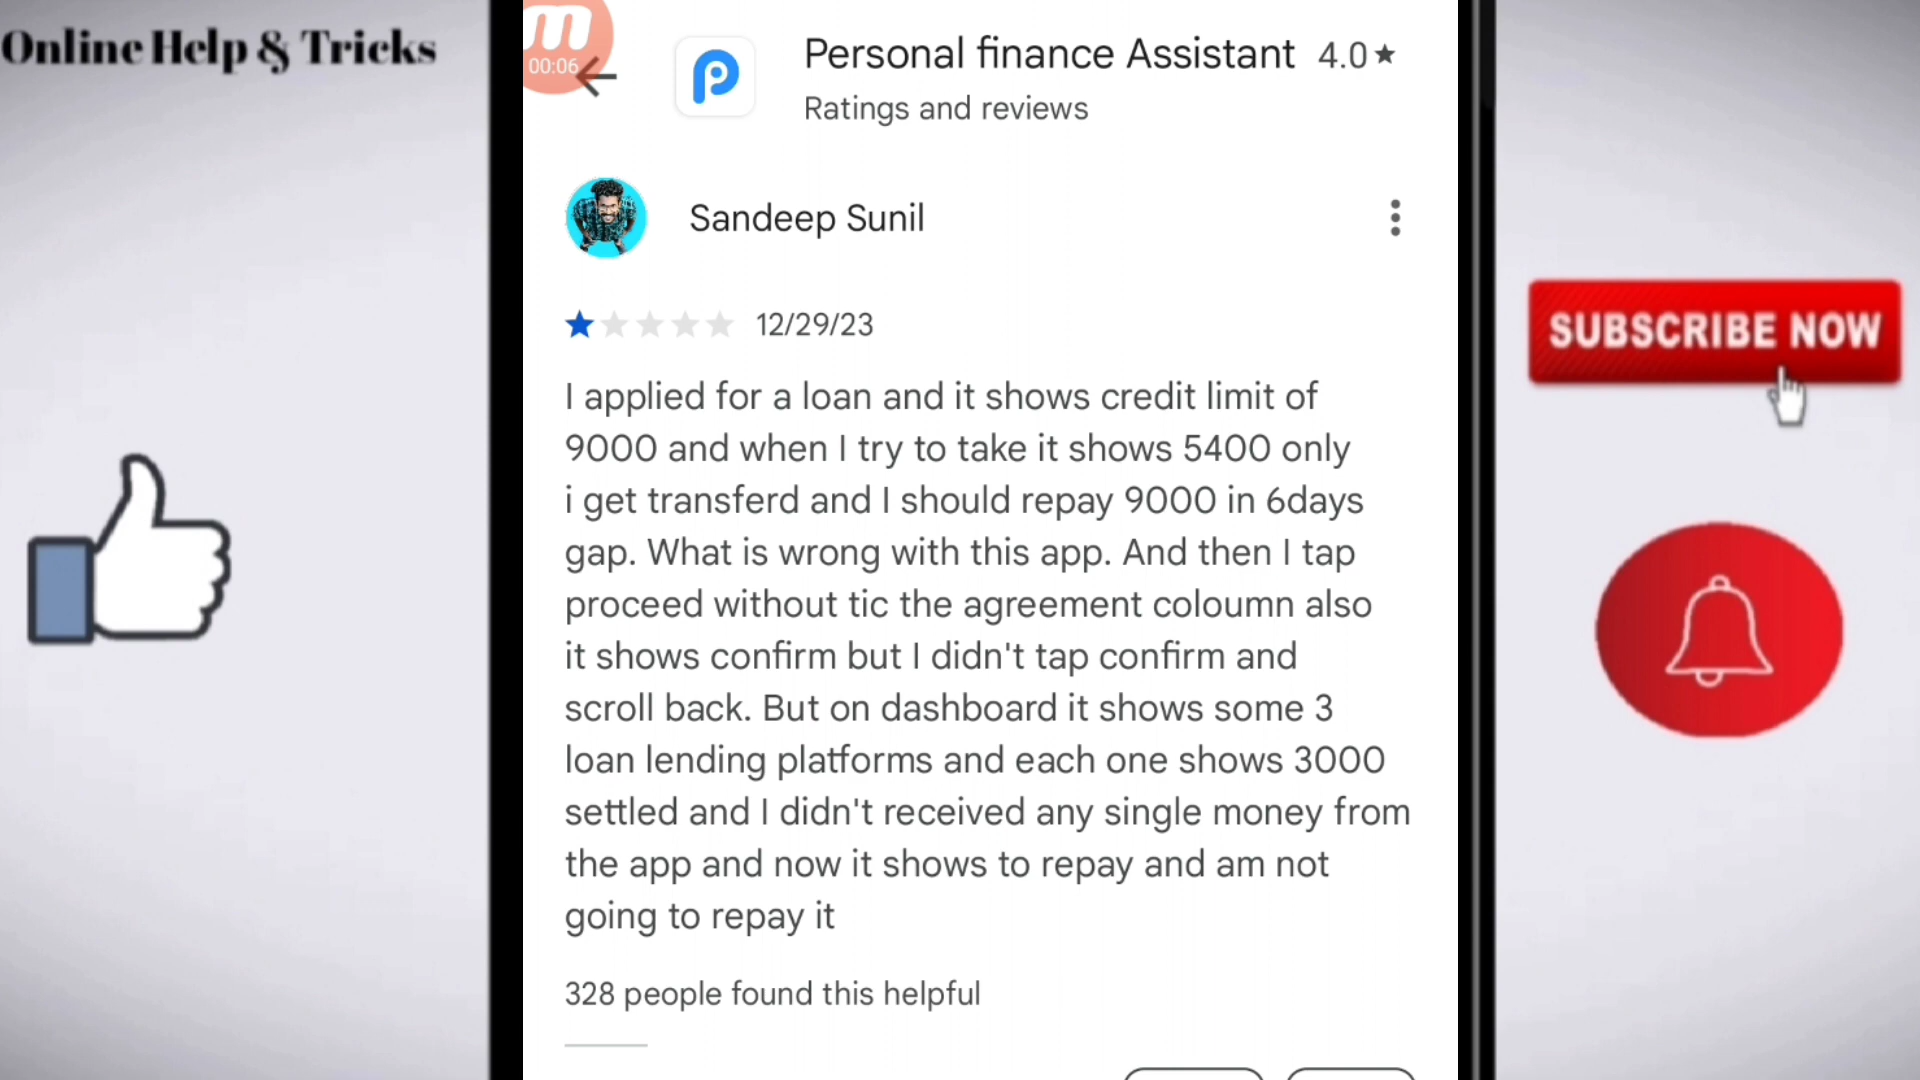 Online Help & Tricks
00:06
Personal finance Assistant 4.0★
Ratings and reviews
Sandeep Sunil
12/29/23
I applied for a loan and it shows credit limit of
9000 and when I try to take it shows 5400 only
i get transferd and I should repay 9000 in 6days
gap. What is wrong with this app. And then I tap
proceed without tic the agreement coloumn also
it shows confirm but I didn't tap confirm and
scroll back. But on dashboard it shows some 3
loan lending platforms and each one shows 3000
settled and I didn't received any single money from
the app and now it shows to repay and am not
going to repay it
328 people found this helpful
SUBSCRIBE NOW